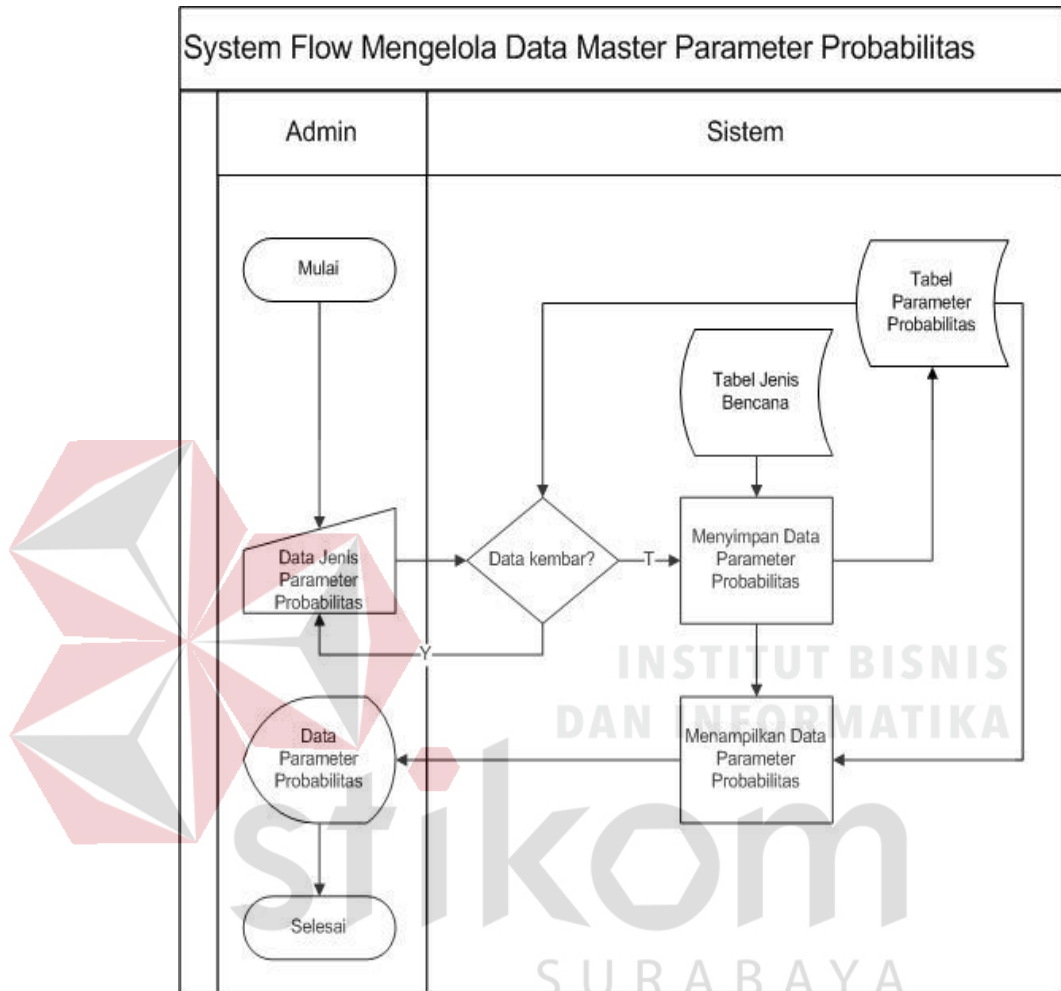 System Flow Mengelola Data Master Parameter Probabilitas
Admin
Sistem
Mulai
Tabel
Parameter
Probabilitas
Tabel Jenis
Bencana
Data Jenis
Parameter
Probabilitas
Data kembar?
T
Menyimpan Data
Parameter
Probabilitas
Y
INSTITUT BISNIS
DAN INFORMATIKA
Data
Parameter
Probabilitas
Menampilkan Data
Parameter
Probabilitas
stikom
Selesai
SURABAYA